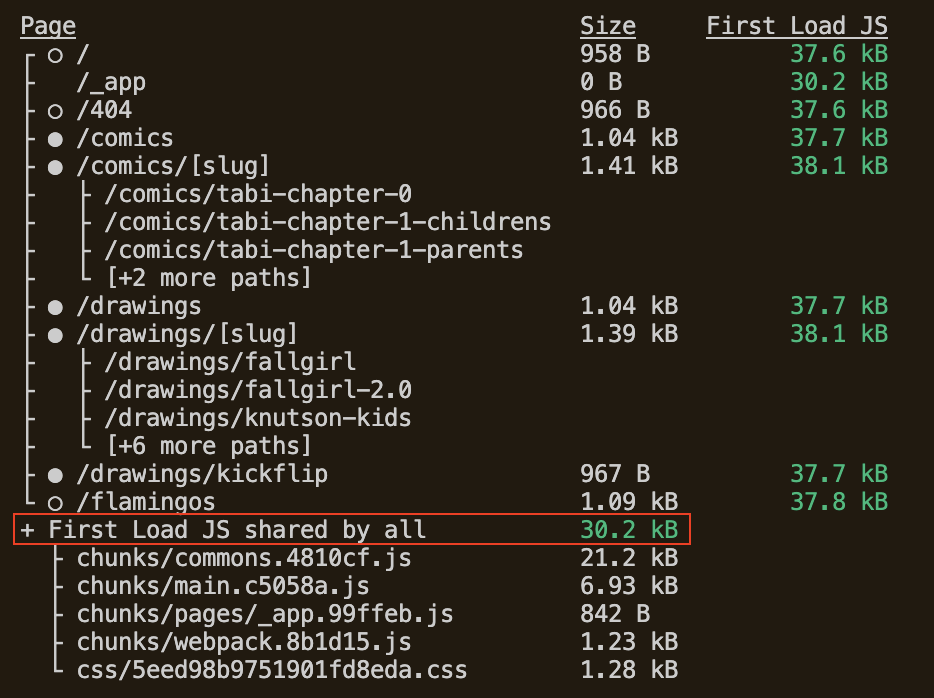 Page Size First Load JS
┌ ○ / 958 B 37.6 kB
├ /_app 0 B 30.2 kB
├ ○ /404 966 B 37.6 kB
├ ● /comics 1.04 kB 37.7 kB
├ ● /comics/[slug] 1.41 kB 38.1 kB
├ ├ /comics/tabi-chapter-0
├ ├ /comics/tabi-chapter-1-childrens
├ ├ /comics/tabi-chapter-1-parents
├ └ [+2 more paths]
├ ● /drawings 1.04 kB 37.7 kB
├ ● /drawings/[slug] 1.39 kB 38.1 kB
├ ├ /drawings/fallgirl
├ ├ /drawings/fallgirl-2.0
├ ├ /drawings/knutson-kids
├ └ [+6 more paths]
├ ● /drawings/kickflip 967 B 37.7 kB
└ ○ /flamingos 1.09 kB 37.8 kB
+ First Load JS shared by all 30.2 kB
├ chunks/commons.4810cf.js 21.2 kB
├ chunks/main.c5058a.js 6.93 kB
├ chunks/pages/_app.99ffeb.js 842 B
├ chunks/webpack.8b1d15.js 1.23 kB
└ css/5eed98b9751901fd8eda.css 1.28 kB